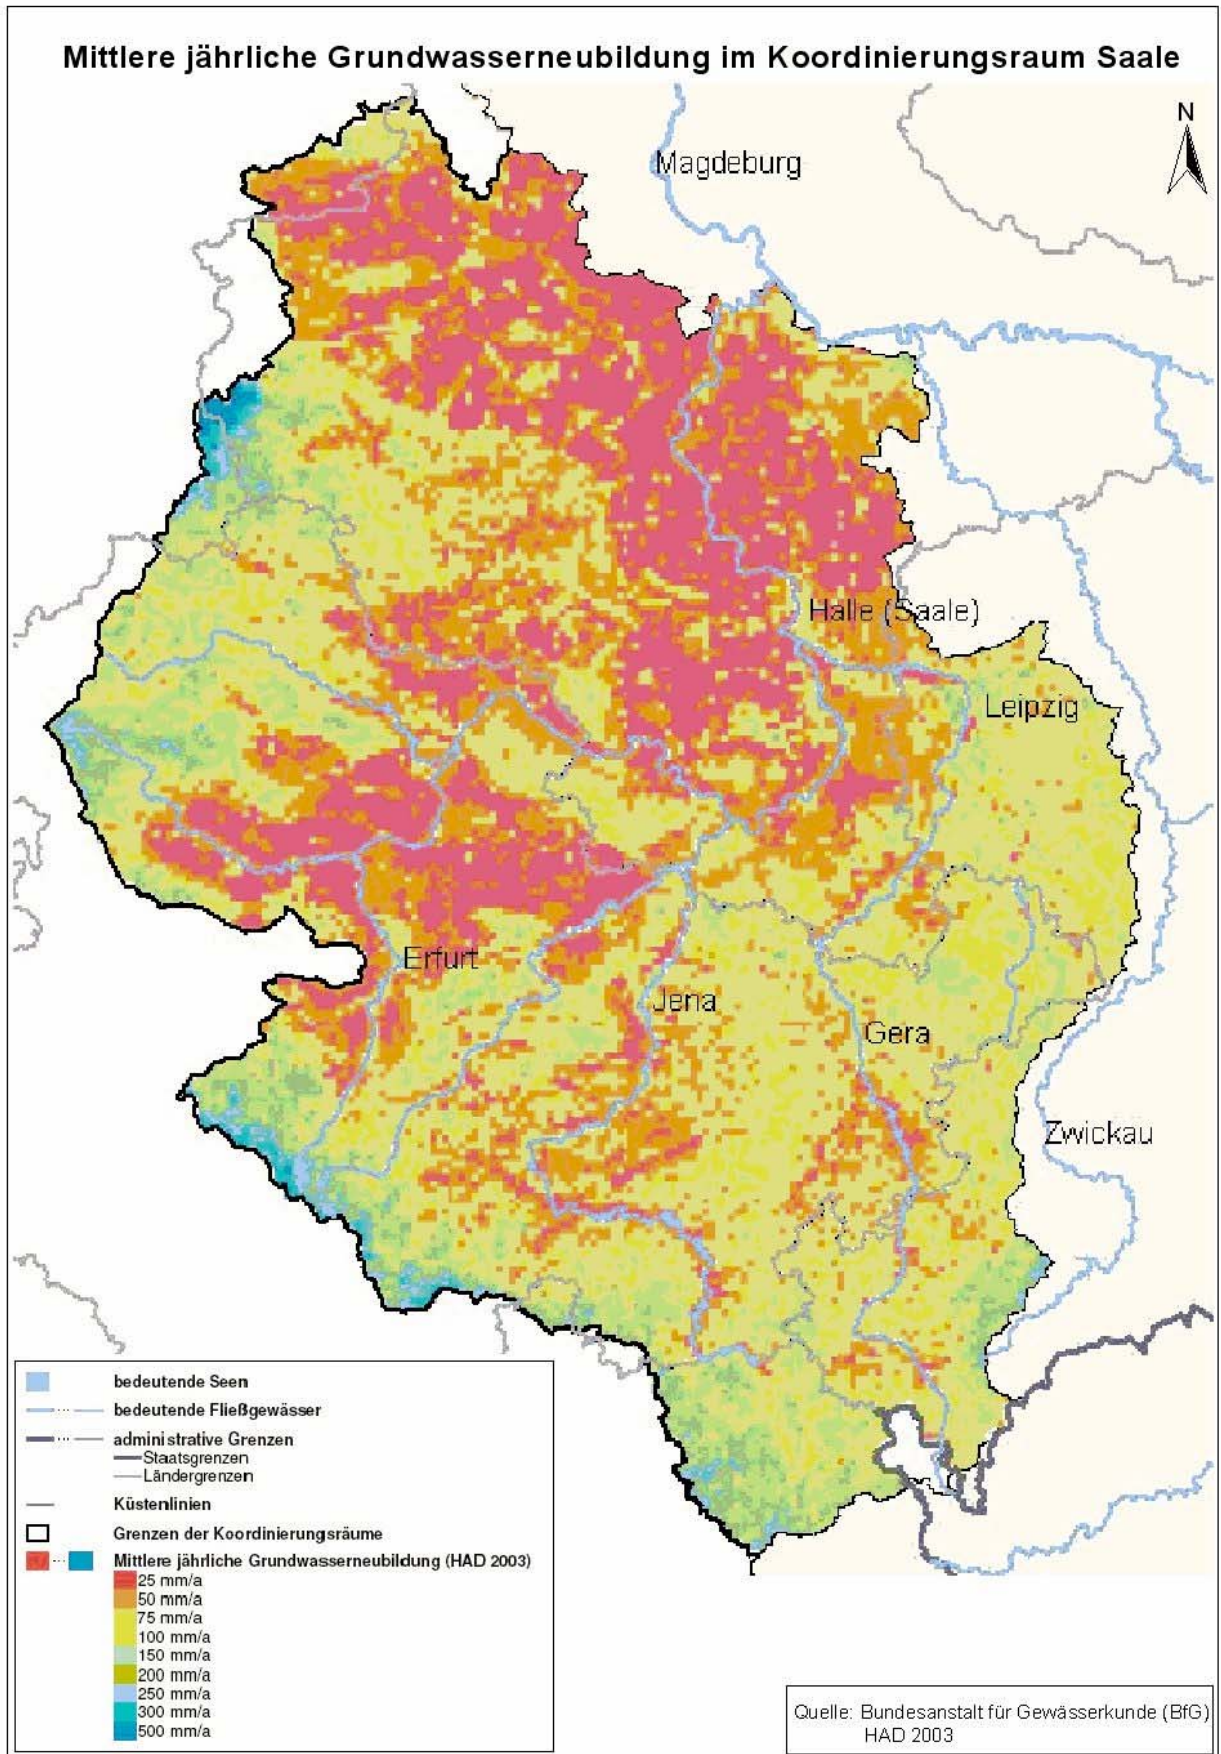 Mittlere jährliche Grundwasserneubildung im Koordinierungsraum Saale
N
Magdeburg
Halle (Saale)
Leipzig
Erfurt
Jena
Gera
Zwickau
bedeutende Seen
bedeutende Fließgewässer
administrative Grenzen
Staatsgrenzen
Ländergrenzen
Küstenlinien
Grenzen der Koordinierungsräume
Mittlere jährliche Grundwasserneubildung (HAD 2003)
25 mm/a
50 mm/a
75 mm/a
100 mm/a
150 mm/a
200 mm/a
250 mm/a
300 mm/a
500 mm/a
Quelle: Bundesanstalt für Gewässerkunde (BfG)
HAD 2003